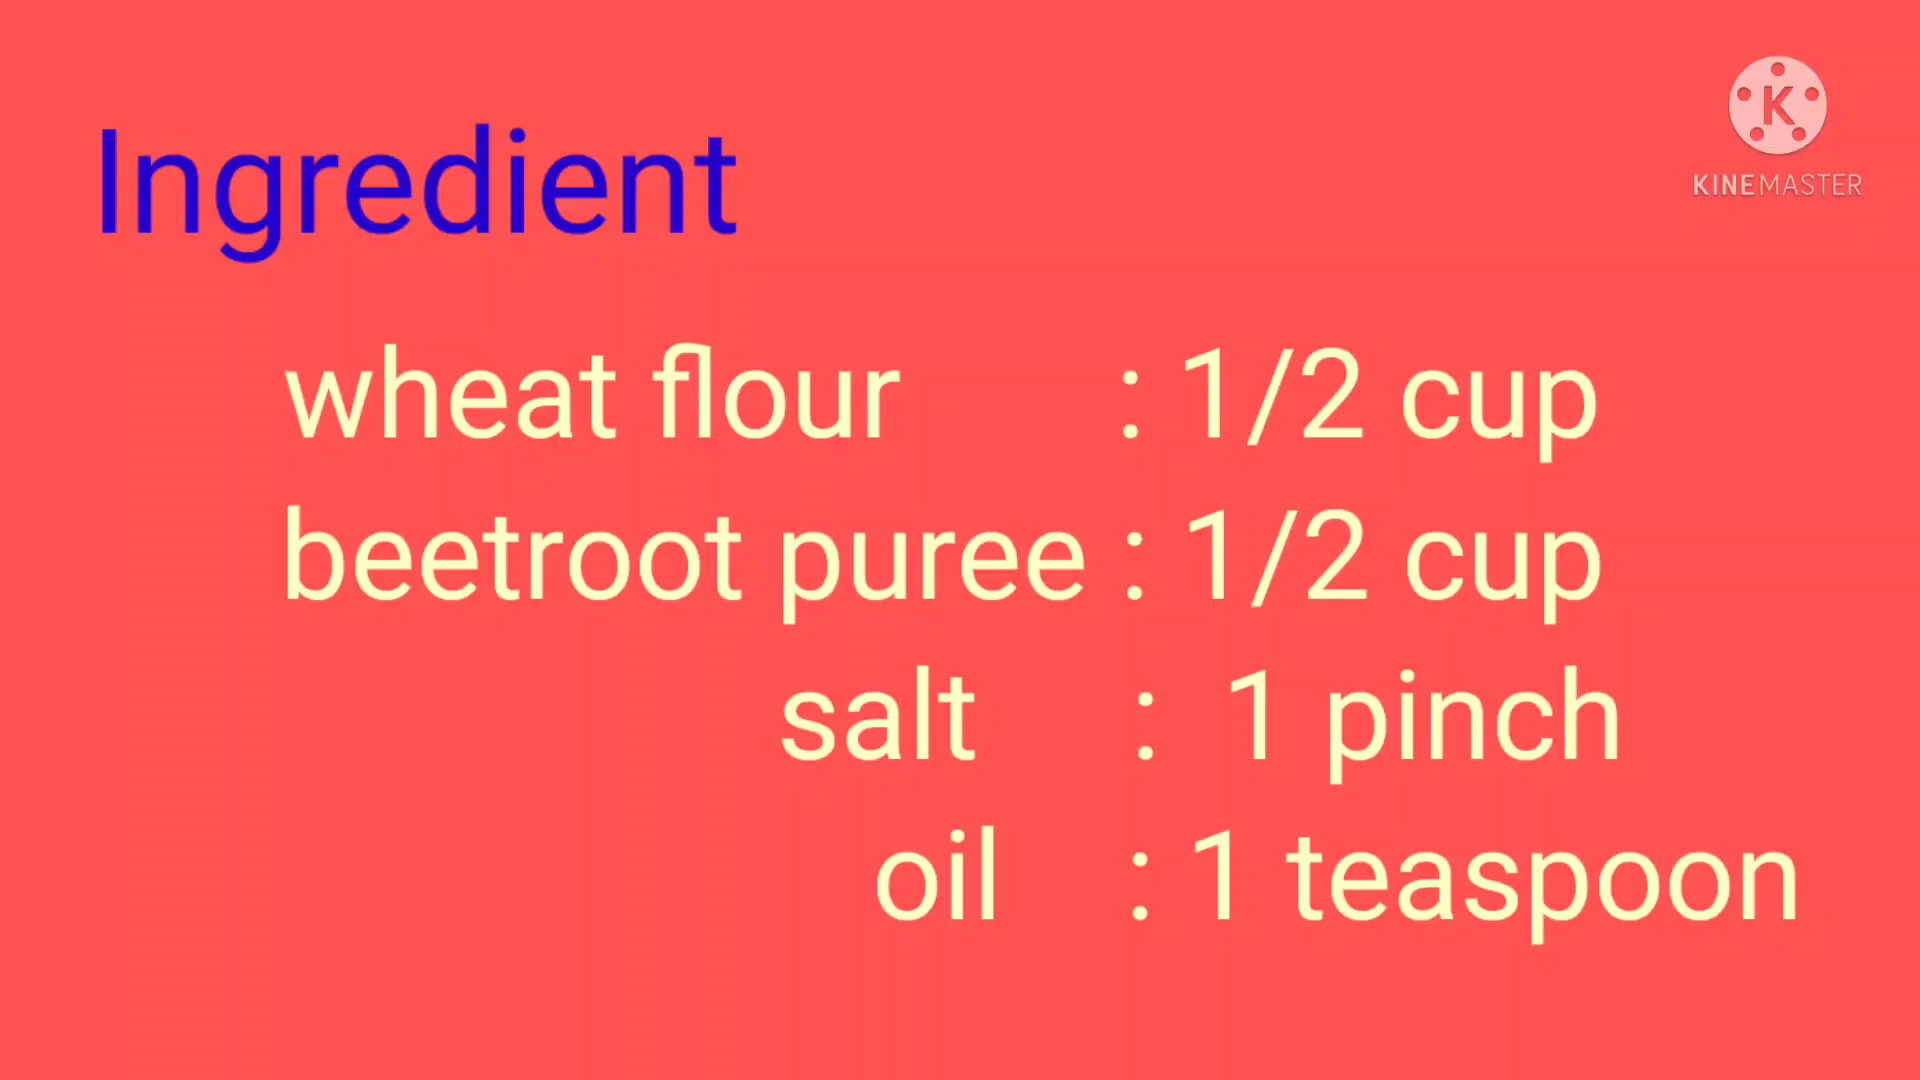 Ingredient
K
KINEMASTER
wheat flour : 1/2 cup
beetroot puree : 1/2 cup
salt : 1 pinch
oil : 1 teaspoon